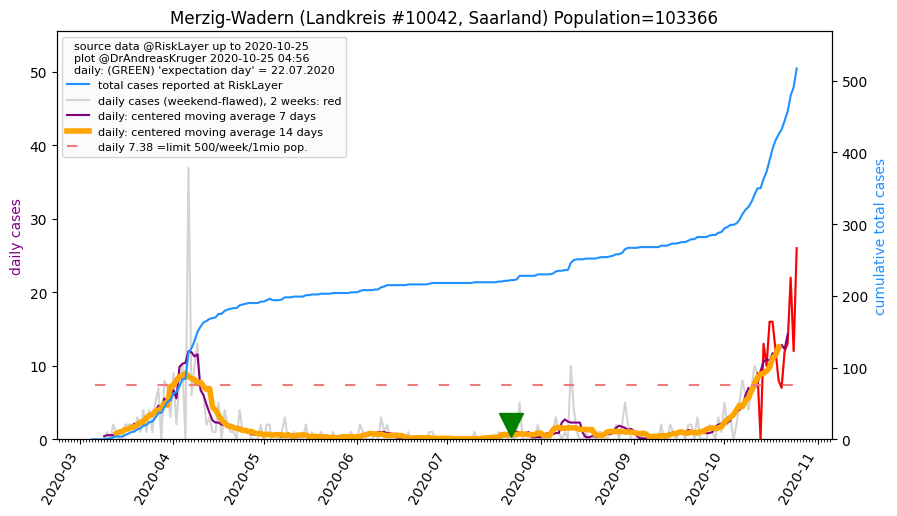 Merzig-Wadern (Landkreis #10042, Saarland) Population=103366
source data @RiskLayer up to 2020-10-25
plot @DrAndreasKruger 2020-10-25 04:56
daily: (GREEN) 'expectation day' = 22.07.2020
total cases reported at RiskLayer
daily cases (weekend-flawed), 2 weeks: red
daily: centered moving average 7 days
daily: centered moving average 14 days
daily 7.38 =limit 500/week/1mio pop.
daily cases
50
40
30
20
10
0
cumulative total cases
500
400
300
200
100
0
2020-03
2020-04
2020-05
2020-06
2020-07
2020-08
2020-09
2020-10
2020-11